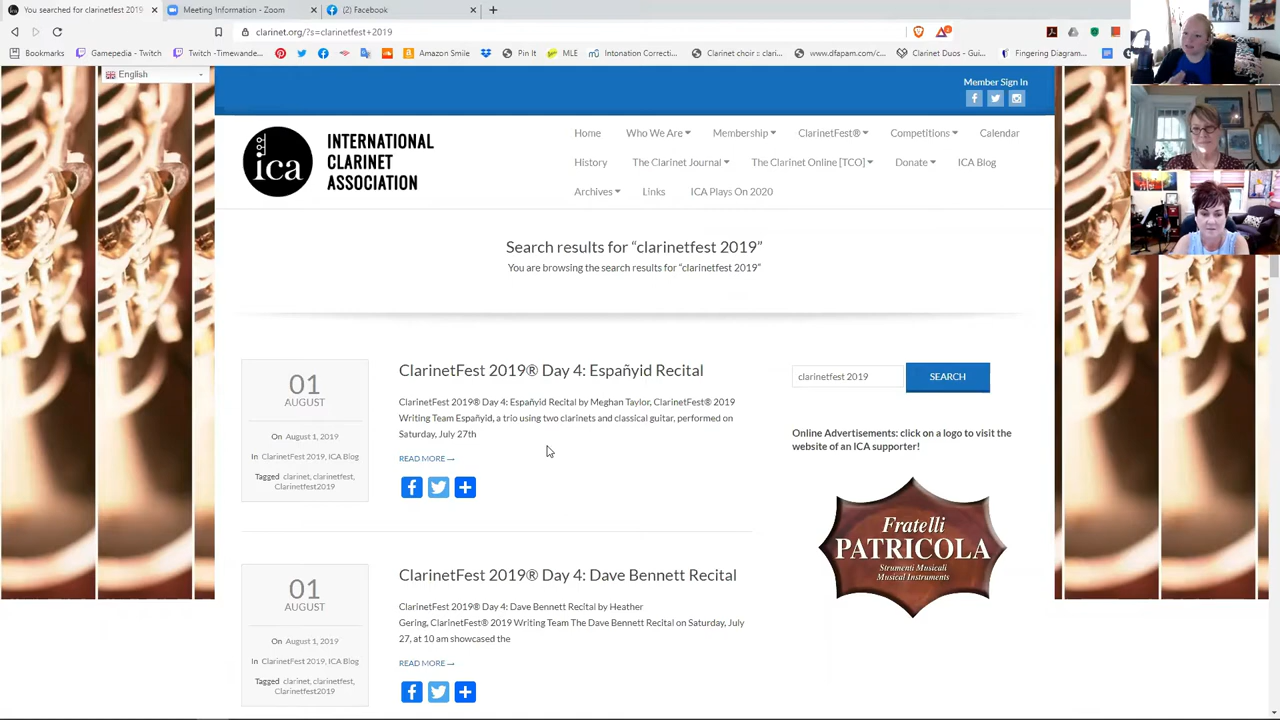 You searched for clarinetfest 2019
Meeting Information - Zoom
(2) Facebook
clarinet.org/?s=clarinetfest+2019
Bookmarks
Gamepedia - Twitch
Twitch -Timewande...
Amazon Smile
Pin It
MLE
Intonation Correcti...
Clarinet choir :: clari...
www.dfapam.com/c...
Clarinet Duos - Gui...
Fingering Diagram...
English
Member Sign In
ica
INTERNATIONAL
CLARINET
ASSOCIATION
Home
Who We Are
Membership
ClarinetFest®
Competitions
Calendar
History
The Clarinet Journal
The Clarinet Online [TCO]
Donate
ICA Blog
Archives
Links
ICA Plays On 2020
Search results for “clarinetfest 2019”
You are browsing the search results for “clarinetfest 2019”
01
AUGUST
On August 1, 2019
In ClarinetFest 2019, ICA Blog
Tagged clarinet, clarinetfest,
Clarinetfest2019
ClarinetFest 2019® Day 4: Españyid Recital
ClarinetFest 2019® Day 4: Españyid Recital by Meghan Taylor, ClarinetFest® 2019
Writing Team Españyid, a trio using two clarinets and classical guitar, performed on
Saturday, July 27th
READ MORE →
clarinetfest 2019
SEARCH
Online Advertisements: click on a logo to visit the
website of an ICA supporter!
Fratelli
PATRICOLA
Strumenti Musicali
Musical Instruments
01
AUGUST
On August 1, 2019
In ClarinetFest 2019, ICA Blog
Tagged clarinet, clarinetfest,
Clarinetfest2019
ClarinetFest 2019® Day 4: Dave Bennett Recital
ClarinetFest 2019® Day 4: Dave Bennett Recital by Heather
Gering, ClarinetFest® 2019 Writing Team The Dave Bennett Recital on Saturday, July
27, at 10 am showcased the
READ MORE →